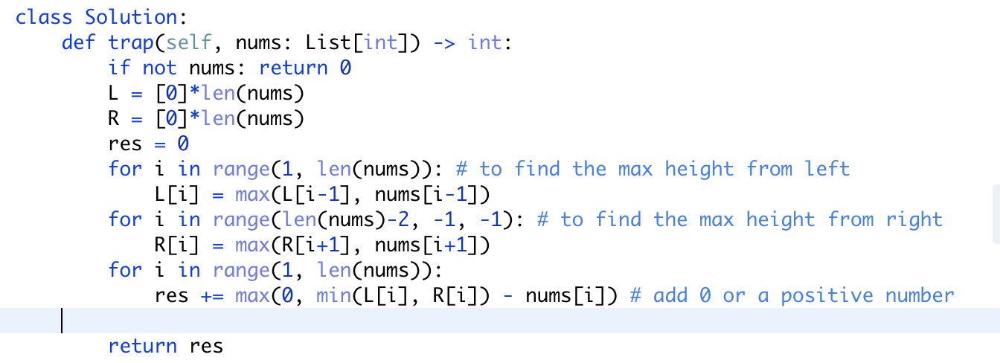 class Solution:
    def trap(self, nums: List[int]) -> int:
        if not nums: return 0
        L = [0]*len(nums)
        R = [0]*len(nums)
        res = 0
        for i in range(1, len(nums)): # to find the max height from left
            L[i] = max(L[i-1], nums[i-1])
        for i in range(len(nums)-2, -1, -1): # to find the max height from right
            R[i] = max(R[i+1], nums[i+1])
        for i in range(1, len(nums)):
            res += max(0, min(L[i], R[i]) - nums[i]) # add 0 or a positive number
        return res